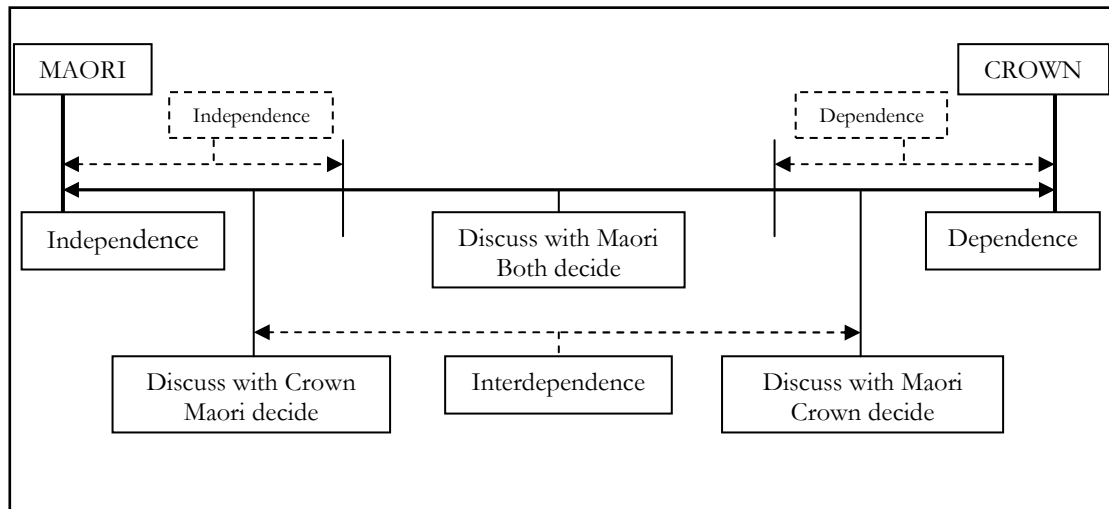 MAORI
CROWN
Independence
Dependence
Independence
Discuss with Maori
Both decide
Dependence
Discuss with Crown
Maori decide
Interdependence
Discuss with Maori
Crown decide